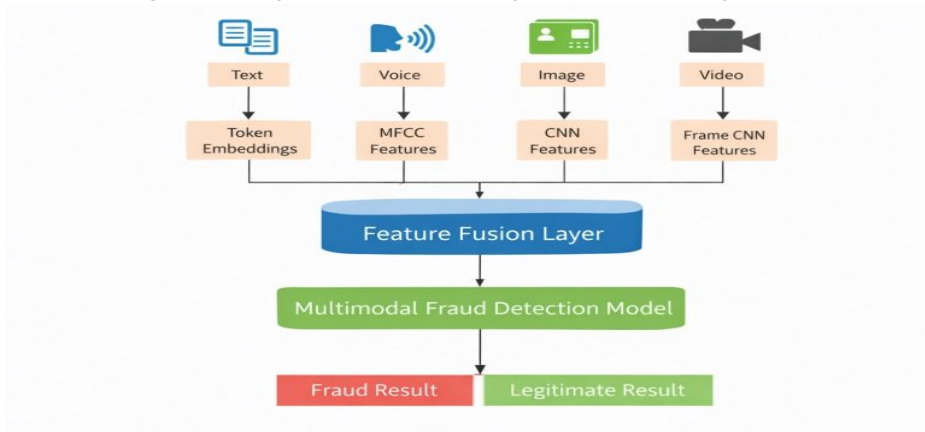 Text
Voice
Image
Video
Token
Embeddings
MFCC
Features
CNN
Features
Frame CNN
Features
Feature Fusion Layer
Multimodal Fraud Detection Model
Fraud Result
Legitimate Result